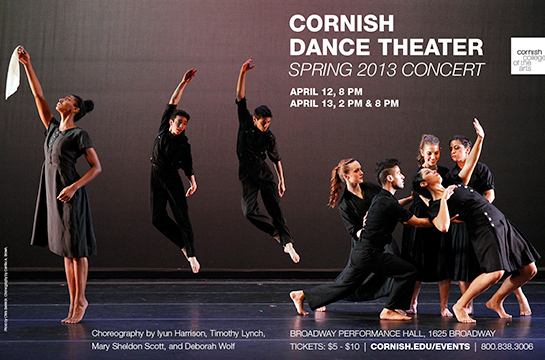 CORNISH
DANCE THEATER
SPRING 2013 CONCERT
APRIL 12, 8 PM
APRIL 13, 2 PM & 8 PM
cornish
college
of the
arts
Choreography by Iyun Harrison, Timothy Lynch,
Mary Sheldon Scott, and Deborah Wolf
BROADWAY PERFORMANCE HALL, 1625 BROADWAY
TICKETS: $5 - $10 | CORNISH.EDU/EVENTS | 800.838.3006